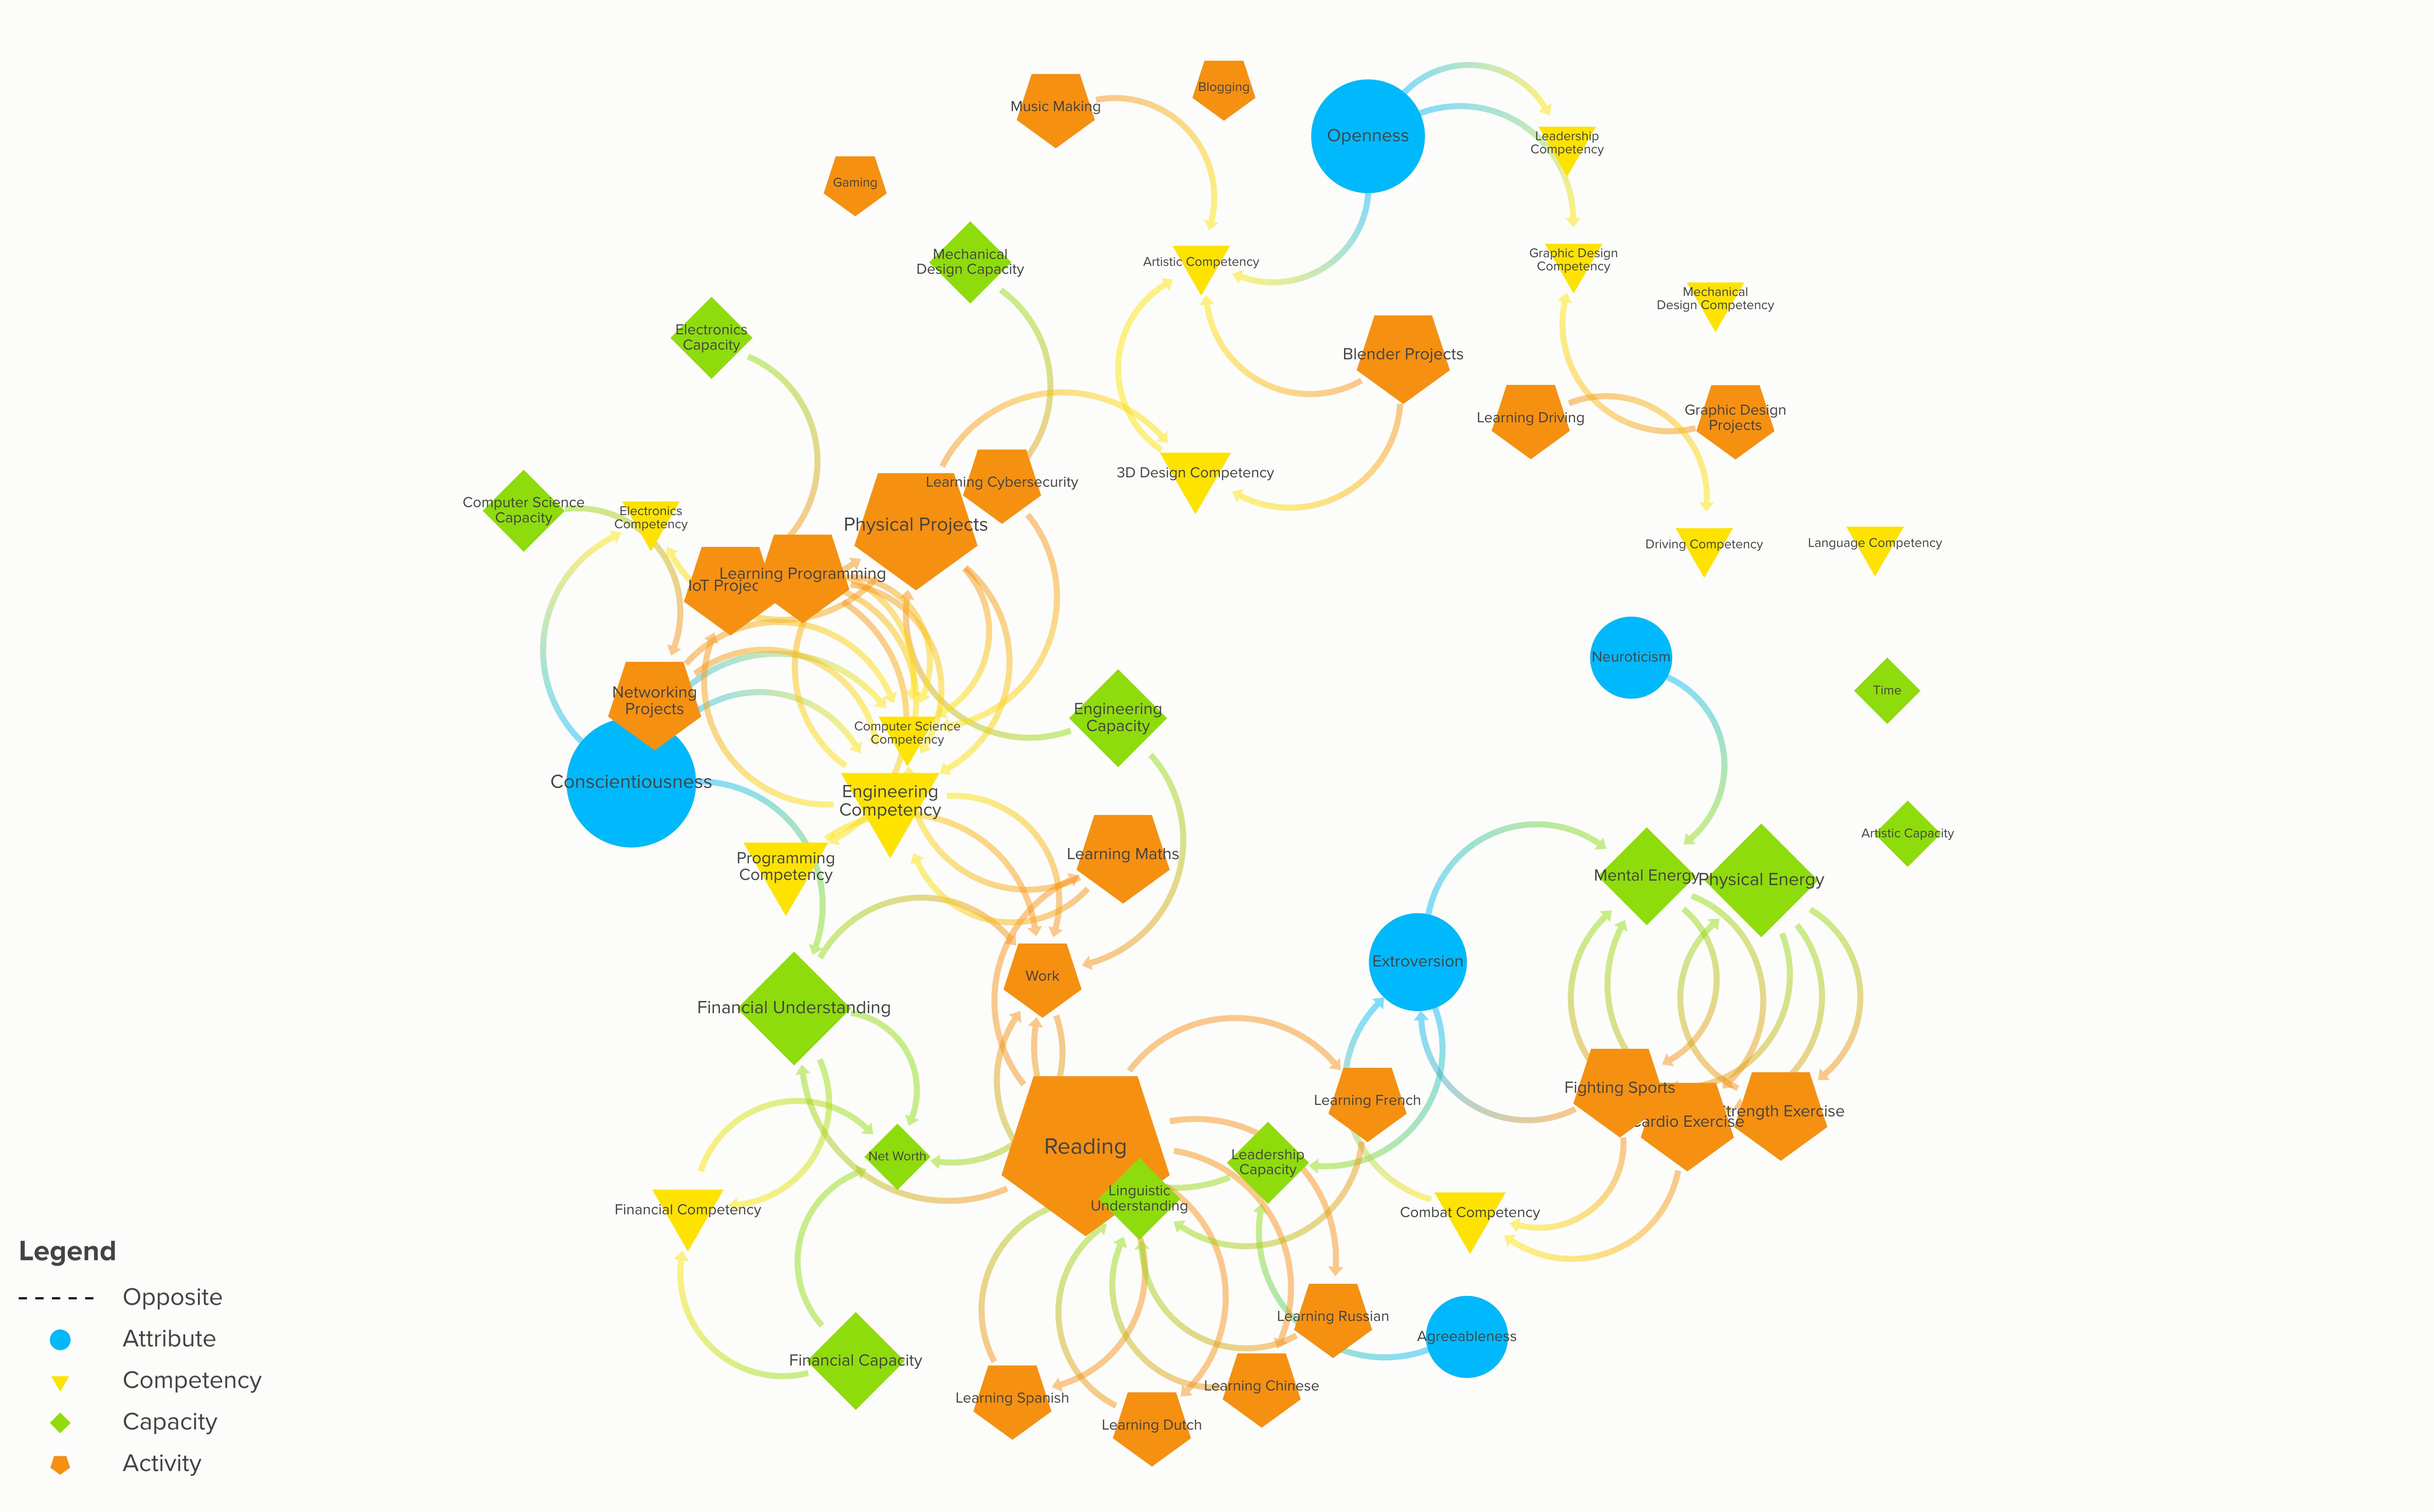 Blogging
Music Making
Openness
Leadership
Competency
Gaming
Mechanical
Design Capacity
Artistic Competency
Graphic Design
Competency
Mechanical
Design Competency
Electronics
Capacity
Blender Projects
Learning Driving
Graphic Design
Projects
3D Design Competency
Learning Cybersecurity
Computer Science
Capacity
Electronics
Competency
Physical Projects
Driving Competency
Language Competency
Learning Programming
IoT Projec
Neuroticism
Time
Networking
Projects
Engineering
Capacity
Computer Science
Competency
Conscientiousness
Engineering
Competency
Artistic Capacity
Learning Maths
Programming
Competency
Mental Energy
Physical Energy
Extroversion
Work
Financial Understanding
Fighting Sports
Learning French
trength Exercise
ardio Exercise
Reading
Net Worth
Leadership
Capacity
Linguistic
Understanding
Financial Competency
Combat Competency
Learning Russian
Agreeableness
Financial Capacity
Learning Chinese
Learning Spanish
Learning Dutch
Legend
Opposite
Attribute
Competency
Capacity
Activity